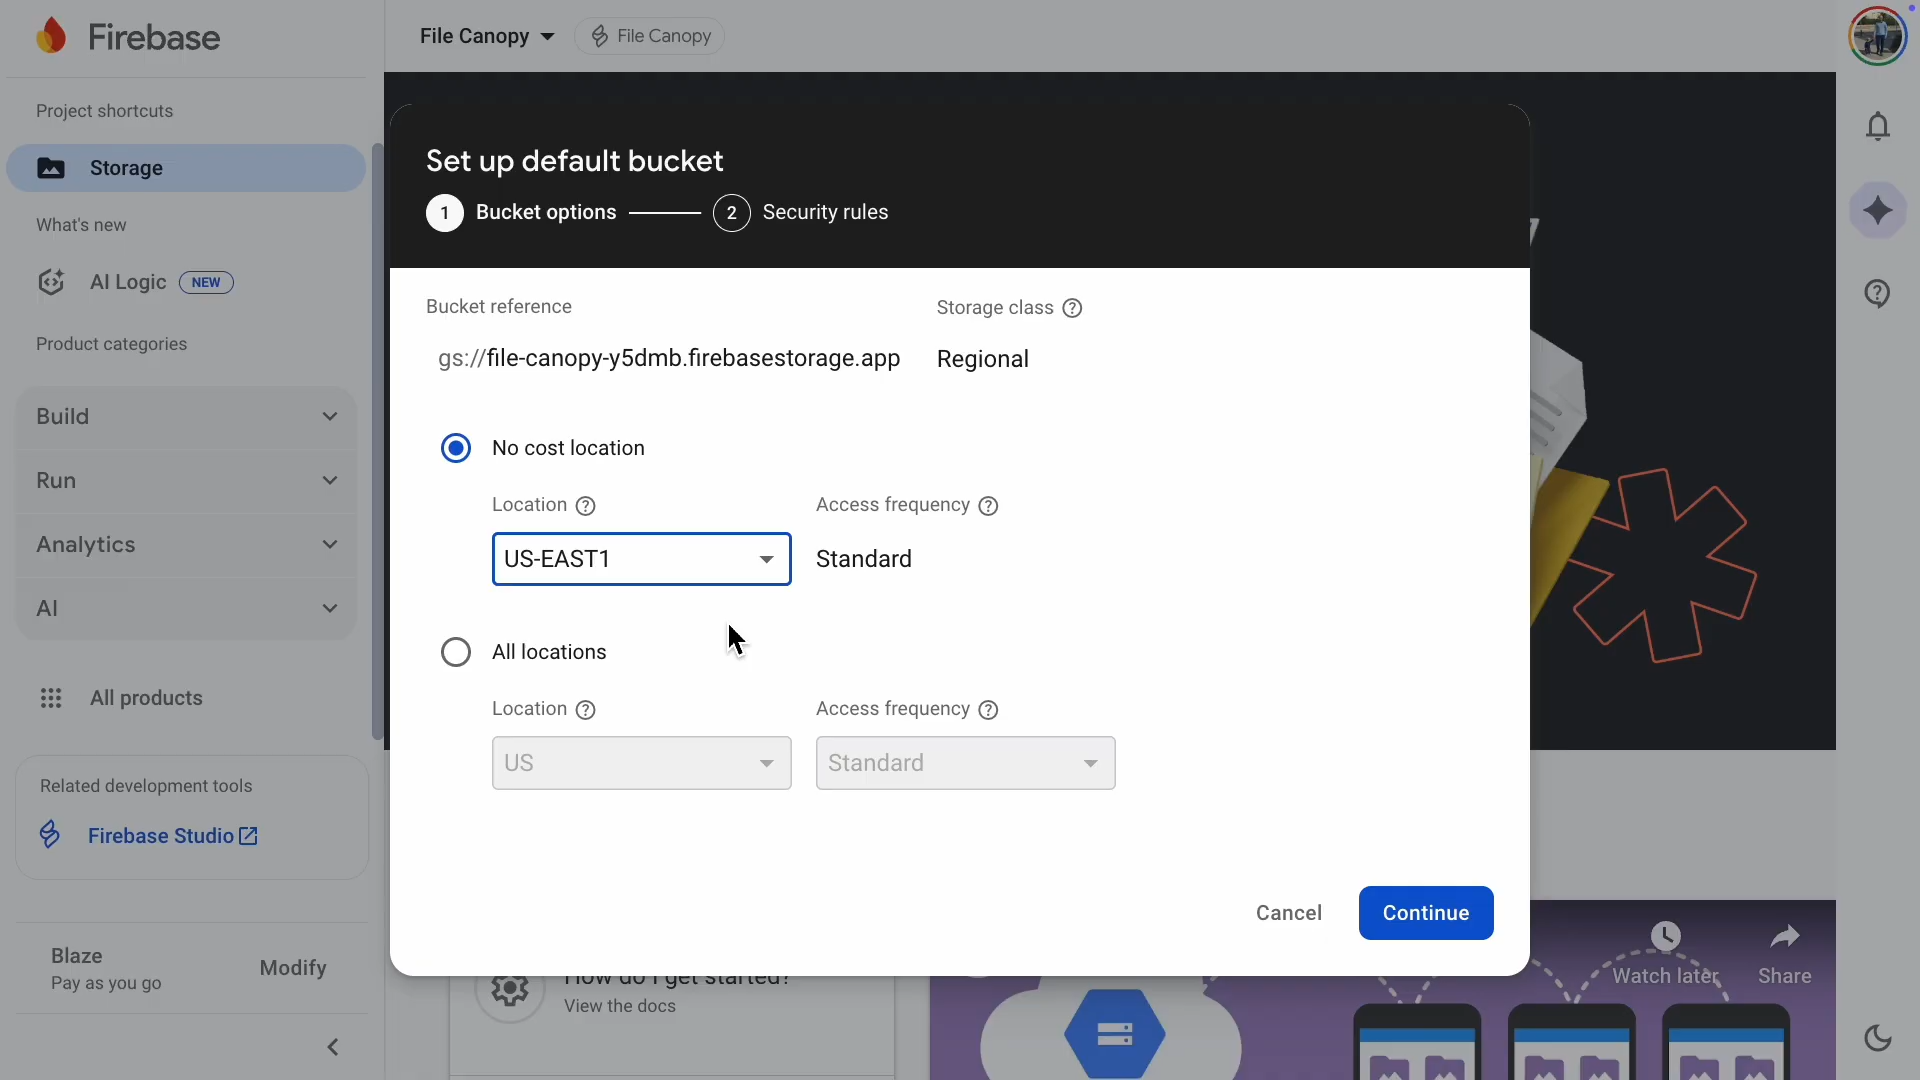 Firebase
File Canopy
File Canopy
Project shortcuts
Storage
What's new
AI Logic NEW
Product categories
Build
Run
Analytics
AI
All products
Related development tools
Firebase Studio
Blaze
Pay as you go
Modify
Set up default bucket
1 Bucket options
2 Security rules
Bucket reference
Storage class
gs://file-canopy-y5dmb.firebasestorage.app
Regional
No cost location
Location
Access frequency
US-EAST1
Standard
All locations
Location
Access frequency
US
Standard
Cancel
Continue
How do I get started?
View the docs
Watch later
Share